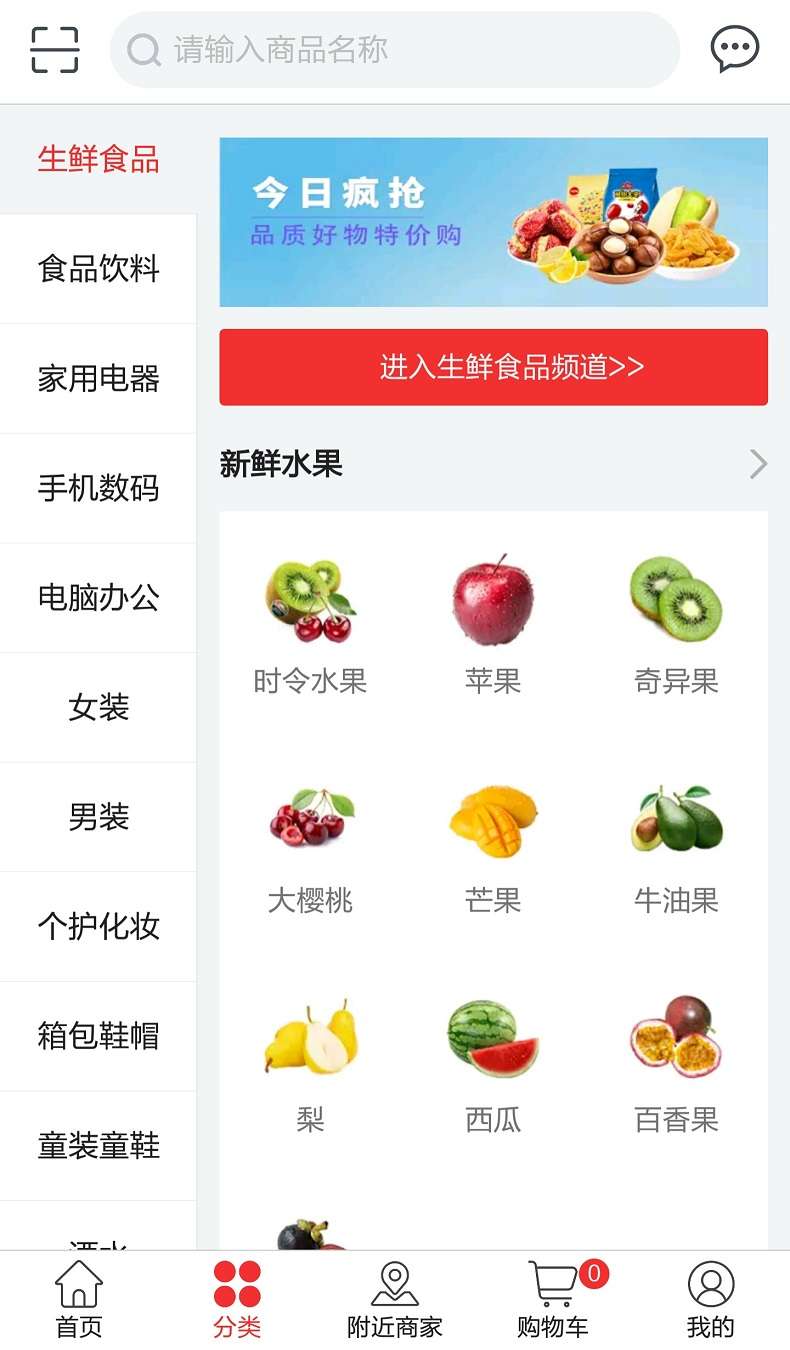 请输入商品名称
生鲜食品
食品饮料
家用电器
手机数码
电脑办公
女装
男装
个护化妆
箱包鞋帽
童装童鞋
今日疯抢
品质好物特价购
进入生鲜食品频道>>
新鲜水果
时令水果 苹果 奇异果
大樱桃 芒果 牛油果
梨 西瓜 百香果
0
首页 分类 附近商家 购物车 我的